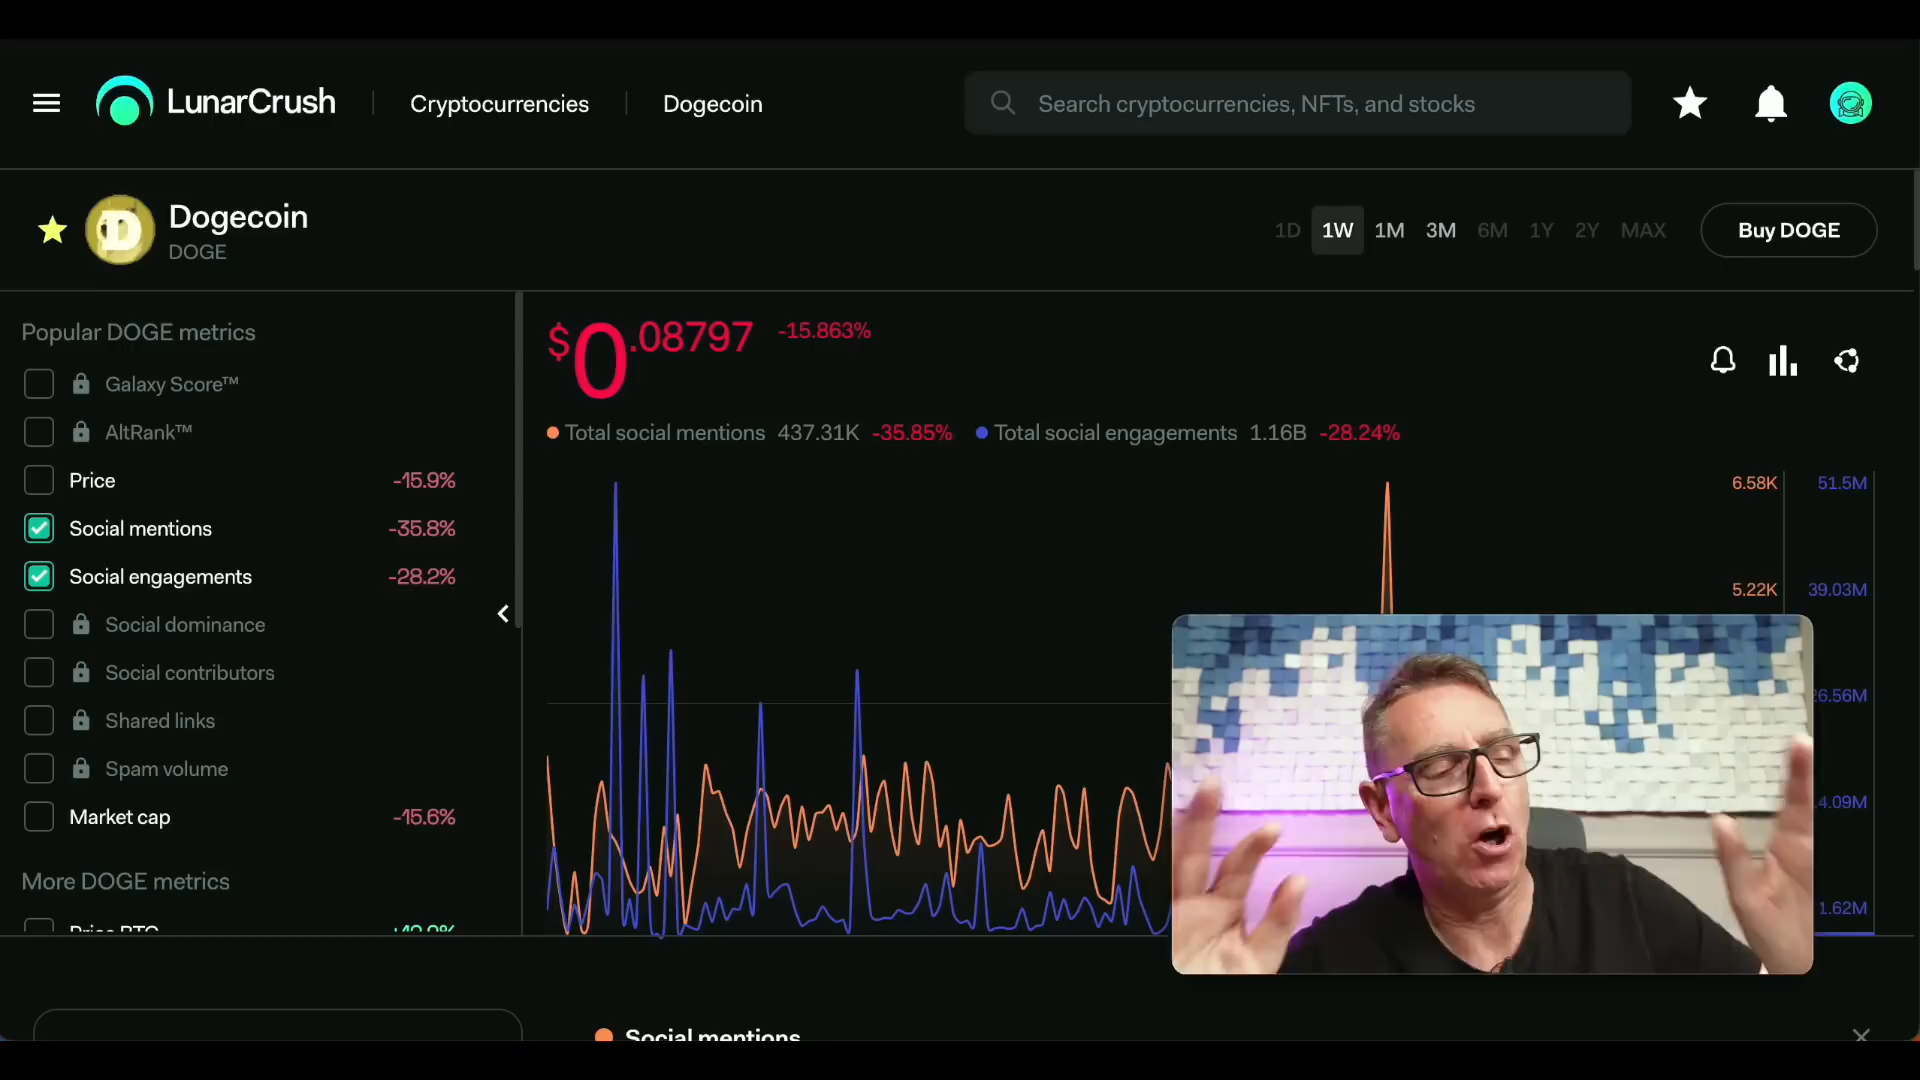 LunarCrush
Cryptocurrencies
Dogecoin
Search cryptocurrencies, NFTs, and stocks
Dogecoin
DOGE
1D 1W 1M 3M 6M 1Y 2Y MAX
Buy DOGE
Popular DOGE metrics
Galaxy Score™
AltRank™
Price -15.9%
Social mentions -35.8%
Social engagements -28.2%
Social dominance
Social contributors
Shared links
Spam volume
Market cap -15.6%
More DOGE metrics
Price BTC
$0.08797 -15.863%
Total social mentions 437.31K -35.85% Total social engagements 1.16B -28.24%
6.58K 51.5M
5.22K 39.03M
26.56M
1.62M
Social mentions